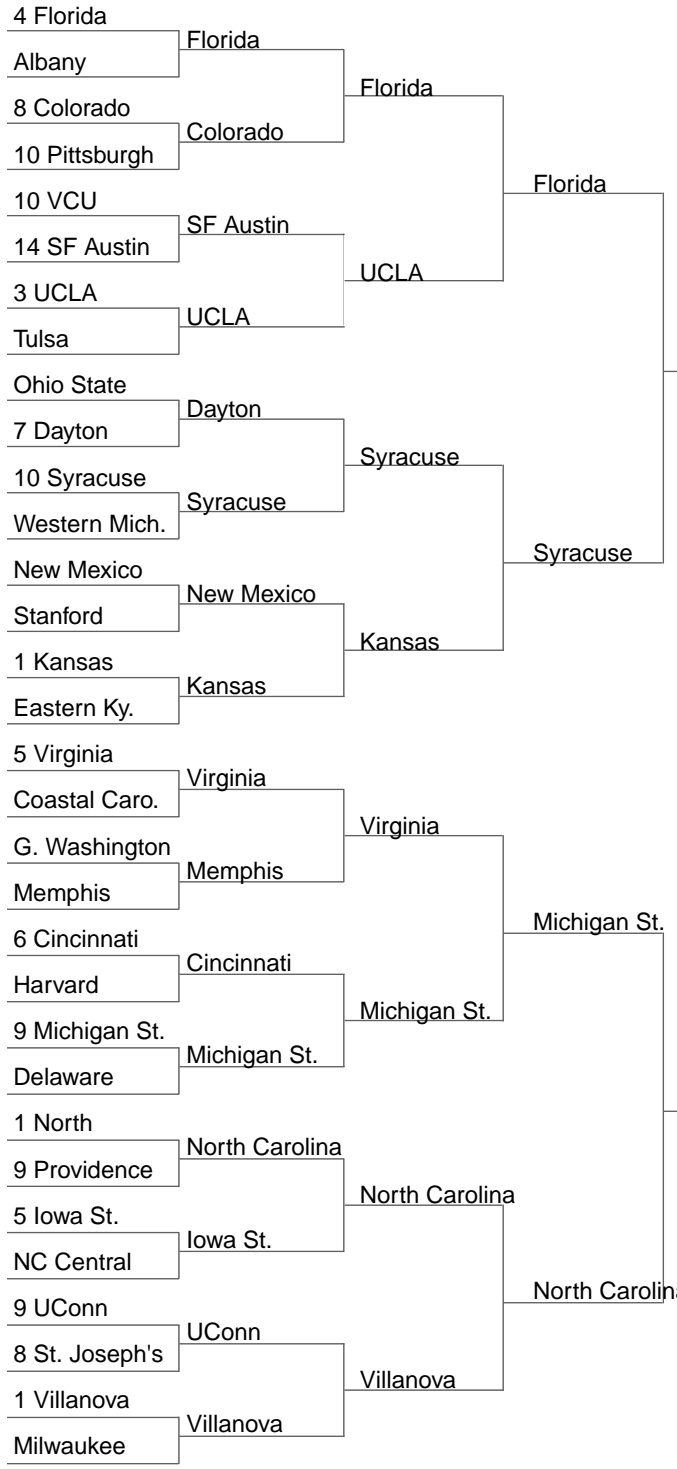 4 Florida
Albany
8 Colorado
10 Pittsburgh
10 VCU
14 SF Austin
3 UCLA
Tulsa
Ohio State
7 Dayton
10 Syracuse
Western Mich.
New Mexico
Stanford
1 Kansas
Eastern Ky.
5 Virginia
Coastal Caro.
G. Washington
Memphis
6 Cincinnati
Harvard
9 Michigan St.
Delaware
1 North
9 Providence
5 Iowa St.
NC Central
9 UConn
8 St. Joseph's
1 Villanova
Milwaukee
Florida
Colorado
SF Austin
UCLA
Dayton
Syracuse
New Mexico
Kansas
Virginia
Memphis
Cincinnati
Michigan St.
North Carolina
Iowa St.
UConn
Villanova
Florida
UCLA
Syracuse
Kansas
Virginia
Michigan St.
North Carolina
Villanova
Florida
Syracuse
Michigan St.
North Carolina